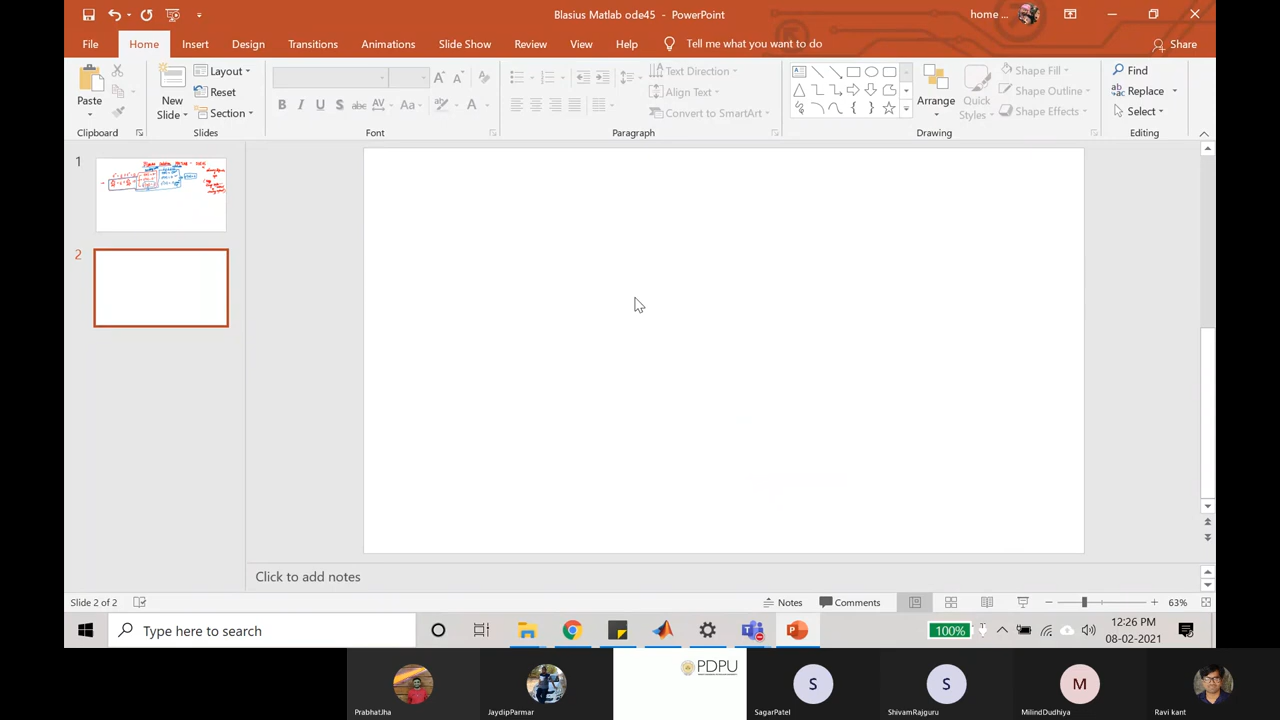 Blasius Matlab ode45 - PowerPoint
home ...
File Home Insert Design Transitions Animations Slide Show Review View Help Tell me what you want to do Share
Paste
New Slide
Layout
Reset
Section
B I U S abc AV Aa A
Text Direction
Align Text
Convert to SmartArt
Arrange
Quick Styles
Shape Fill
Shape Outline
Shape Effects
Find
Replace
Select
Clipboard Slides Font Paragraph Drawing Editing
1
2
Click to add notes
Slide 2 of 2
Notes Comments 63%
Type here to search
100%
12:26 PM
08-02-2021
PDPU
S S M
PrabhatJha JaydipParmar SagarPatel ShivamRajguru MilindDudhiya Ravi kant